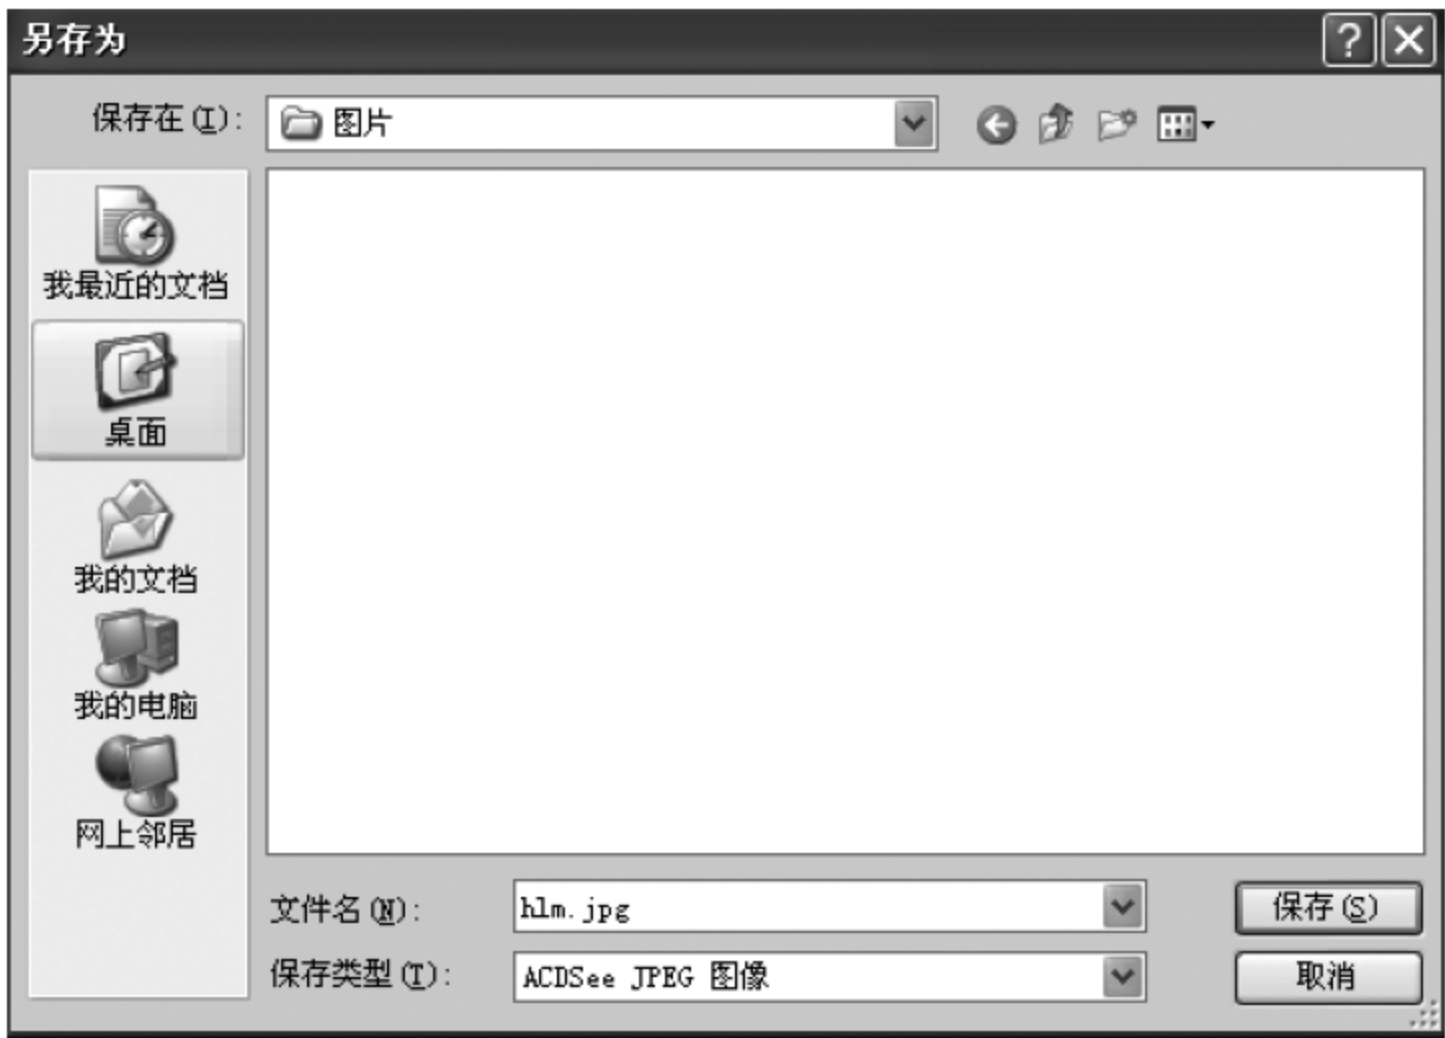 另存为
保存在(I):
图片
我最近的文档
桌面
我的文档
我的电脑
网上邻居
文件名(N):
hlm.jpg
保存(S)
保存类型(T):
ACDSee JPEG 图像
取消